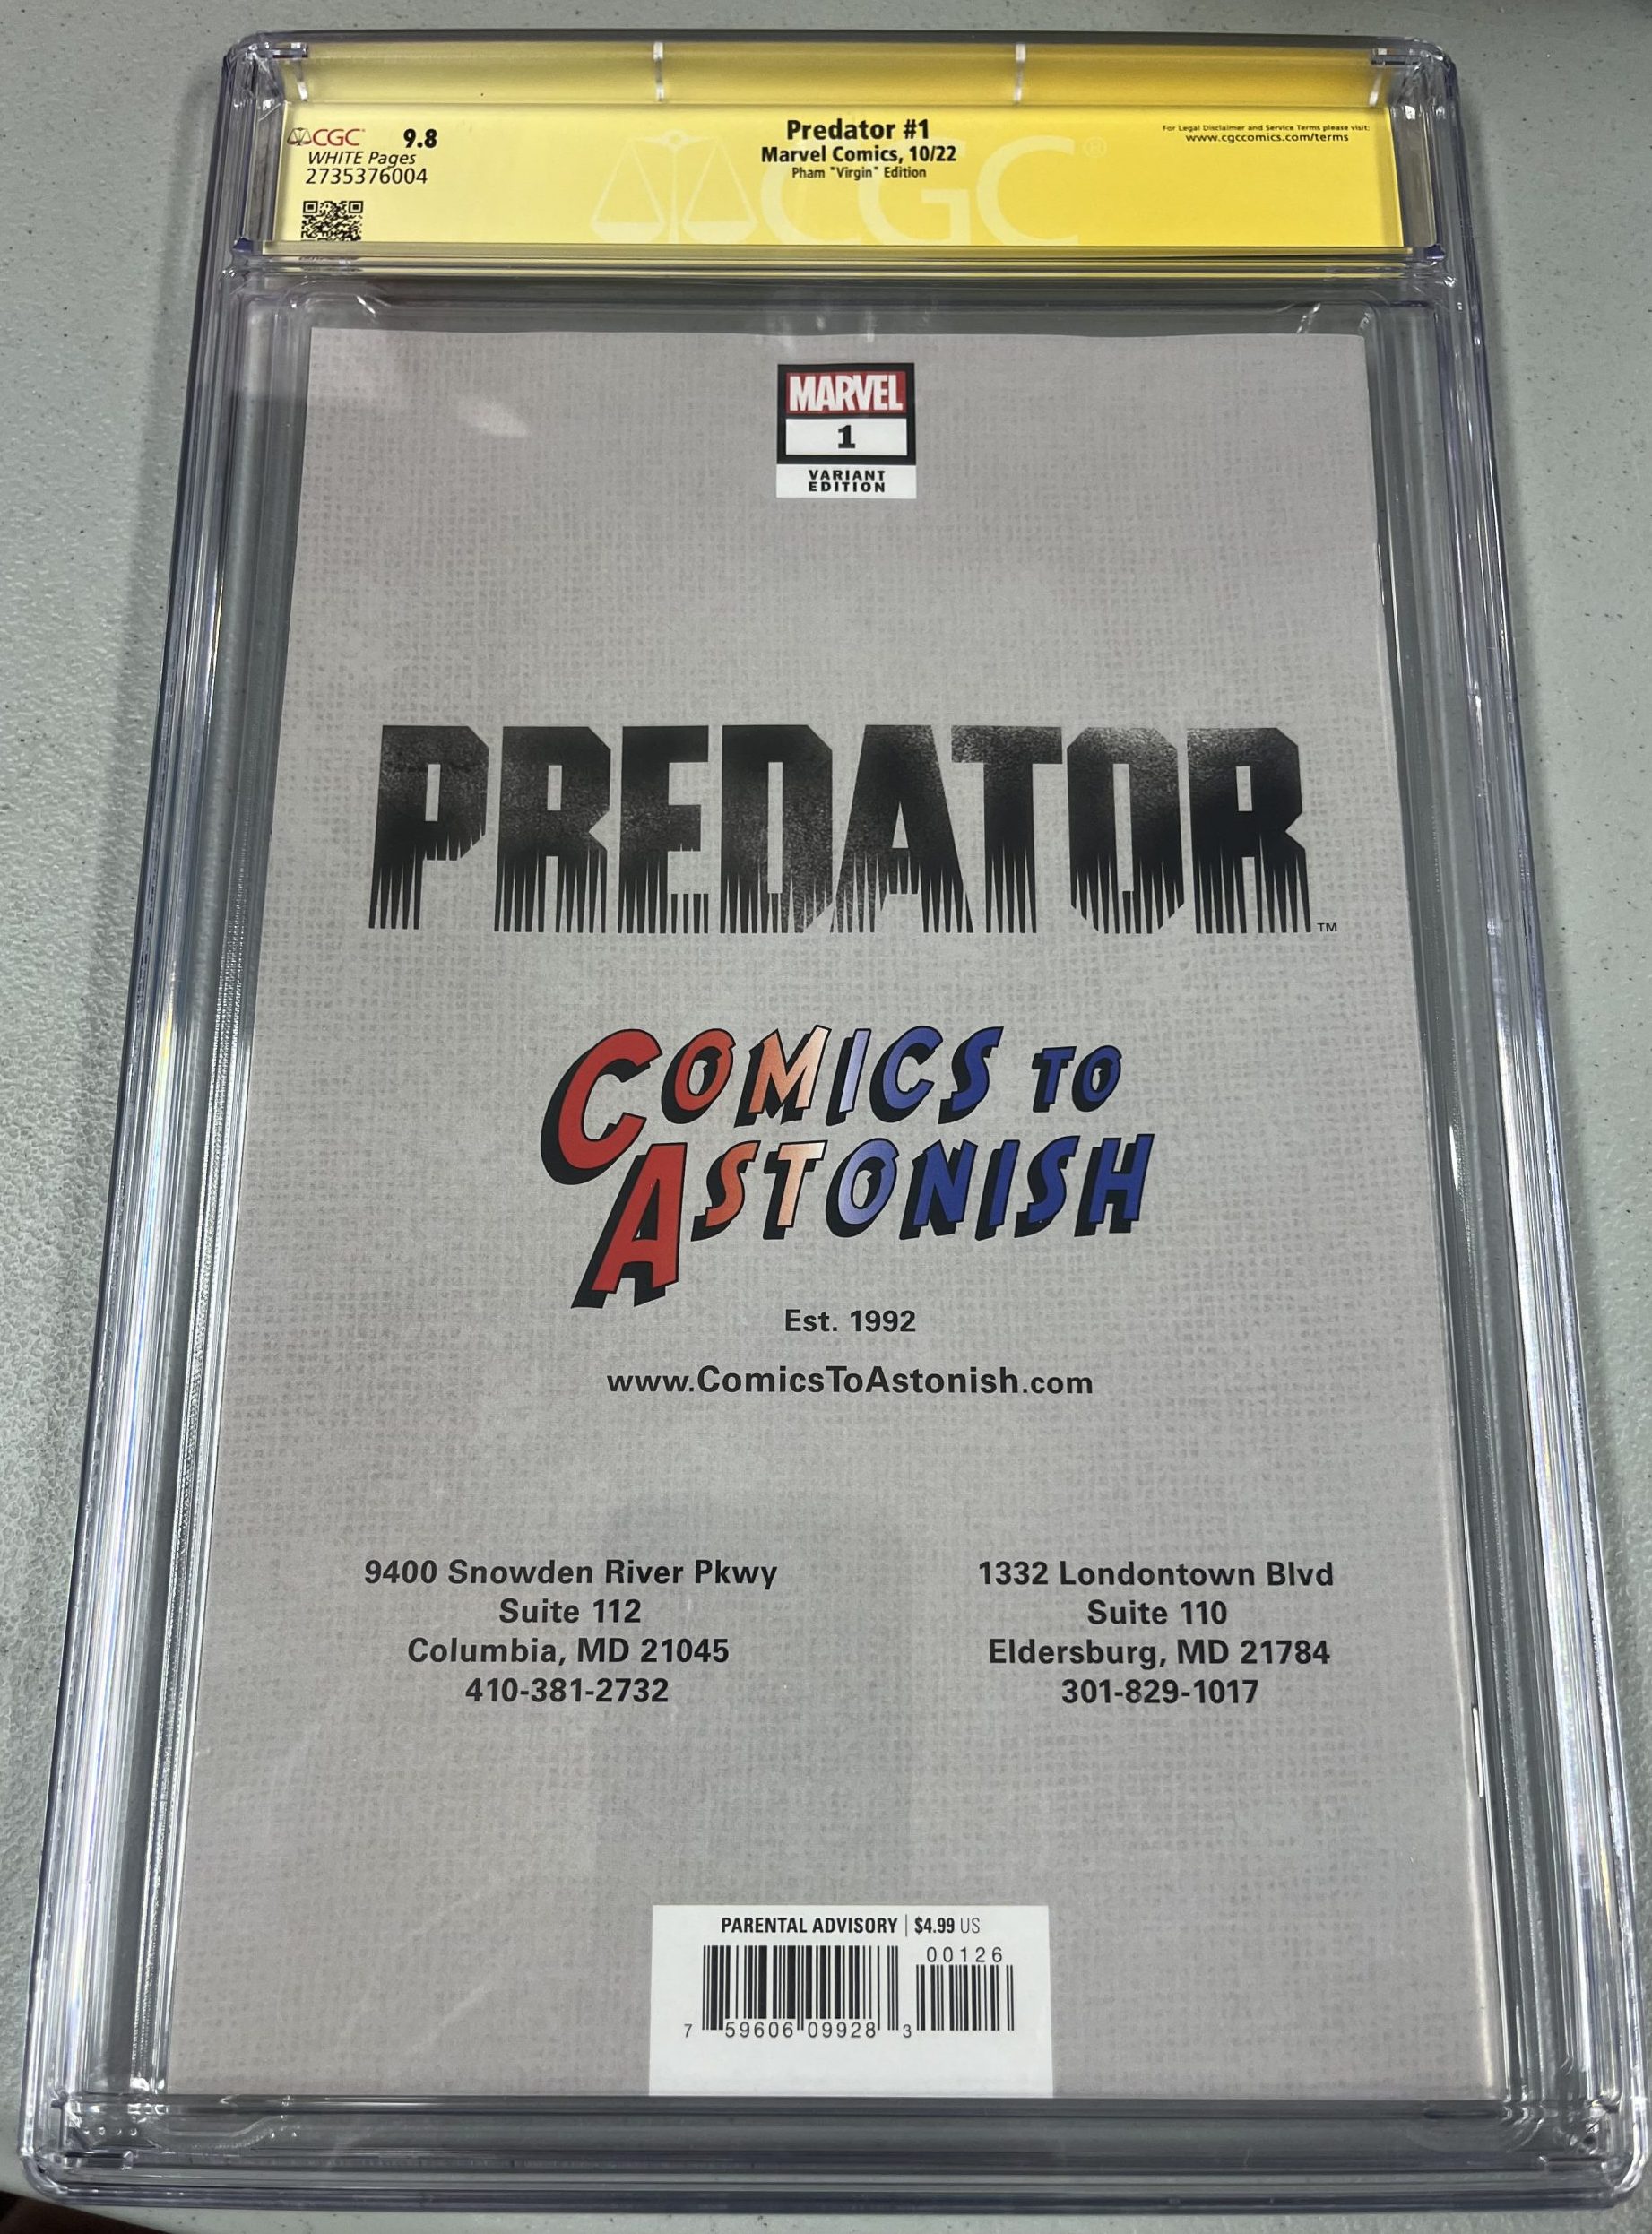 CGC 9.8
WHITE Pages
2735376004
Predator #1
Marvel Comics, 10/22
Pham "Virgin" Edition
For Legal Disclaimer and Service Terms please visit:
www.cgccomics.com/terms
CGC®
MARVEL
1
VARIANT
EDITION
PREDATOR™
COMICS TO
ASTONISH
Est. 1992
www.ComicsToAstonish.com
9400 Snowden River Pkwy
Suite 112
Columbia, MD 21045
410-381-2732
1332 Londontown Blvd
Suite 110
Eldersburg, MD 21784
301-829-1017
PARENTAL ADVISORY | $4.99 US
00126
7 59606 09928 3